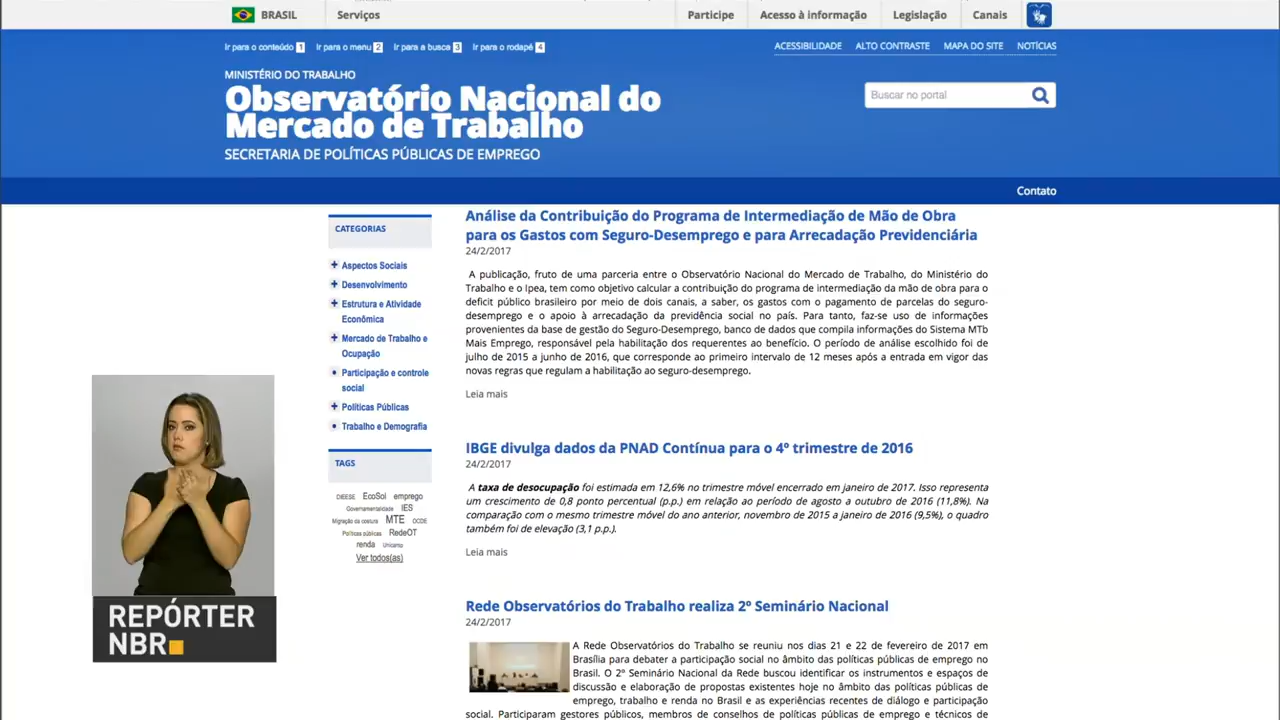 BRASIL
Serviços
Participe
Acesso à informação
Legislação
Canais
Ir para o conteúdo 1
Ir para o menu 2
Ir para a busca 3
Ir para o rodapé 4
ACESSIBILIDADE
ALTO CONTRASTE
MAPA DO SITE
NOTÍCIAS
MINISTÉRIO DO TRABALHO
Observatório Nacional do
Mercado de Trabalho
SECRETARIA DE POLÍTICAS PÚBLICAS DE EMPREGO
Buscar no portal
Contato
CATEGORIAS
Aspectos Sociais
Desenvolvimento
Estrutura e Atividade
Econômica
Mercado de Trabalho e
Ocupação
Participação e controle
social
Políticas Públicas
Trabalho e Demografia
TAGS
DIEESE EcoSol emprego
Governamentalidade IES
Migração da costura MTE OCDE
Políticas públicas RedeOT
renda Unicamp
Ver todos(as)
Análise da Contribuição do Programa de Intermediação de Mão de Obra
para os Gastos com Seguro-Desemprego e para Arrecadação Previdenciária
24/2/2017
A publicação, fruto de uma parceria entre o Observatório Nacional do Mercado de Trabalho, do Ministério do
Trabalho e o Ipea, tem como objetivo calcular a contribuição do programa de intermediação da mão de obra para o
deficit público brasileiro por meio de dois canais, a saber, os gastos com o pagamento de parcelas do seguro-
desemprego e o apoio à arrecadação da previdência social no país. Para tanto, faz-se uso de informações
provenientes da base de gestão do Seguro-Desemprego, banco de dados que compila informações do Sistema MTb
Mais Emprego, responsável pela habilitação dos requerentes ao benefício. O período de análise escolhido foi de
julho de 2015 a junho de 2016, que corresponde ao primeiro intervalo de 12 meses após a entrada em vigor das
novas regras que regulam a habilitação ao seguro-desemprego.
Leia mais
IBGE divulga dados da PNAD Contínua para o 4º trimestre de 2016
24/2/2017
A taxa de desocupação foi estimada em 12,6% no trimestre móvel encerrado em janeiro de 2017. Isso representa
um crescimento de 0,8 ponto percentual (p.p.) em relação ao período de agosto a outubro de 2016 (11,8%). Na
comparação com o mesmo trimestre móvel do ano anterior, novembro de 2015 a janeiro de 2016 (9,5%), o quadro
também foi de elevação (3,1 p.p.).
Leia mais
Rede Observatórios do Trabalho realiza 2º Seminário Nacional
24/2/2017
A Rede Observatórios do Trabalho se reuniu nos dias 21 e 22 de fevereiro de 2017 em
Brasília para debater a participação social no âmbito das políticas públicas de emprego no
Brasil. O 2º Seminário Nacional da Rede buscou identificar os instrumentos e espaços de
discussão e elaboração de propostas existentes hoje no âmbito das políticas públicas de
emprego, trabalho e renda no Brasil e as experiências recentes de diálogo e participação
social. Participaram gestores públicos, membros de conselhos de políticas públicas de emprego e técnicos de
REPÓRTER
NBR